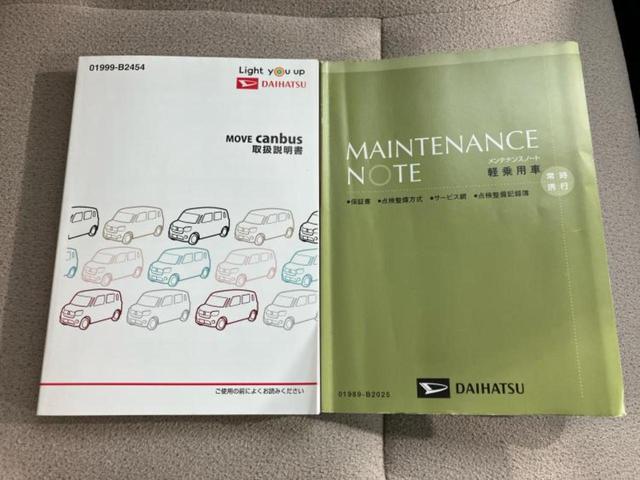 01999-B2454
Light you up
DAIHATSU
MOVE canbus
取扱説明書
ご使用の前によくお読みください
MAINTENANCE
NOTE
メンテナンスノート
軽乗用車
常時
携行
•保証書 •点検整備方式 •サービス網 •点検整備記録簿
01989-B2025
DAIHATSU